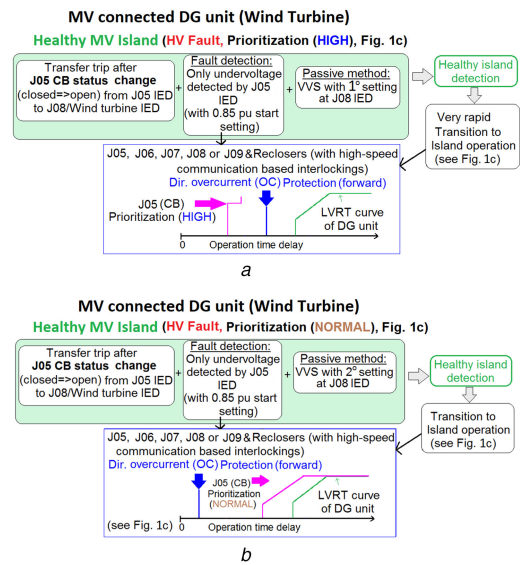 MV connected DG unit (Wind Turbine)
Healthy MV Island (HV Fault, Prioritization (HIGH), Fig. 1c)
Transfer trip after
J05 CB status change
(closed=>open) from J05 IED
to J08/Wind turbine IED
+
Fault detection:
Only undervoltage
detected by J05
IED
(with 0.85 pu start
setting)
+
Passive method:
VVS with 1° setting
at J08 IED
Healthy island
detection
Very rapid
Transition to
Island operation
(see Fig. 1c)
J05, J06, J07, J08 or J09 & Reclosers (with high-speed
communication based interlockings)
Dir. overcurrent (OC) Protection (forward)
J05 (CB)
Prioritization
(HIGH)
LVRT curve
of DG unit
0
Operation time delay
a
MV connected DG unit (Wind Turbine)
Healthy MV Island (HV Fault, Prioritization (NORMAL), Fig. 1c)
Transfer trip after
J05 CB status change
(closed=>open) from J05 IED
to J08/Wind turbine IED
+
Fault detection:
Only undervoltage
detected by J05
IED
(with 0.85 pu start
setting)
+
Passive method:
VVS with 2° setting
at J08 IED
Healthy island
detection
Transition to
Island operation
(see Fig. 1c)
J05, J06, J07, J08 or J09 & Reclosers (with high-speed
communication based interlockings)
Dir. overcurrent (OC) Protection (forward)
J05 (CB)
Prioritization
(NORMAL)
LVRT curve
of DG unit
(see Fig. 1c)
0
Operation time delay
b